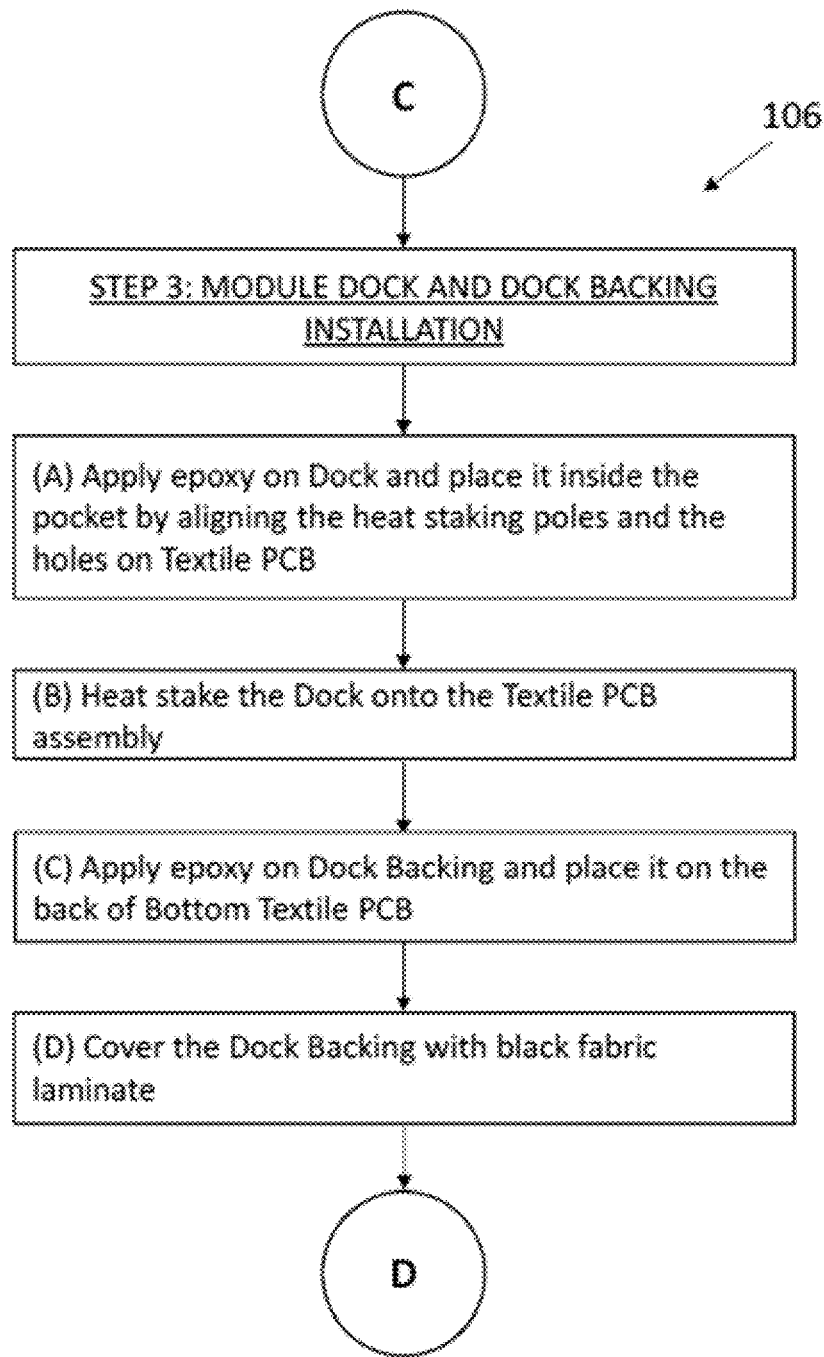 C
106
STEP 3: MODULE DOCK AND DOCK BACKING
INSTALLATION
(A) Apply epoxy on Dock and place it inside the
pocket by aligning the heat staking poles and the
holes on Textile PCB
(B) Heat stake the Dock onto the Textile PCB
assembly
(C) Apply epoxy on Dock Backing and place it on the
back of Bottom Textile PCB
(D) Cover the Dock Backing with black fabric
laminate
D